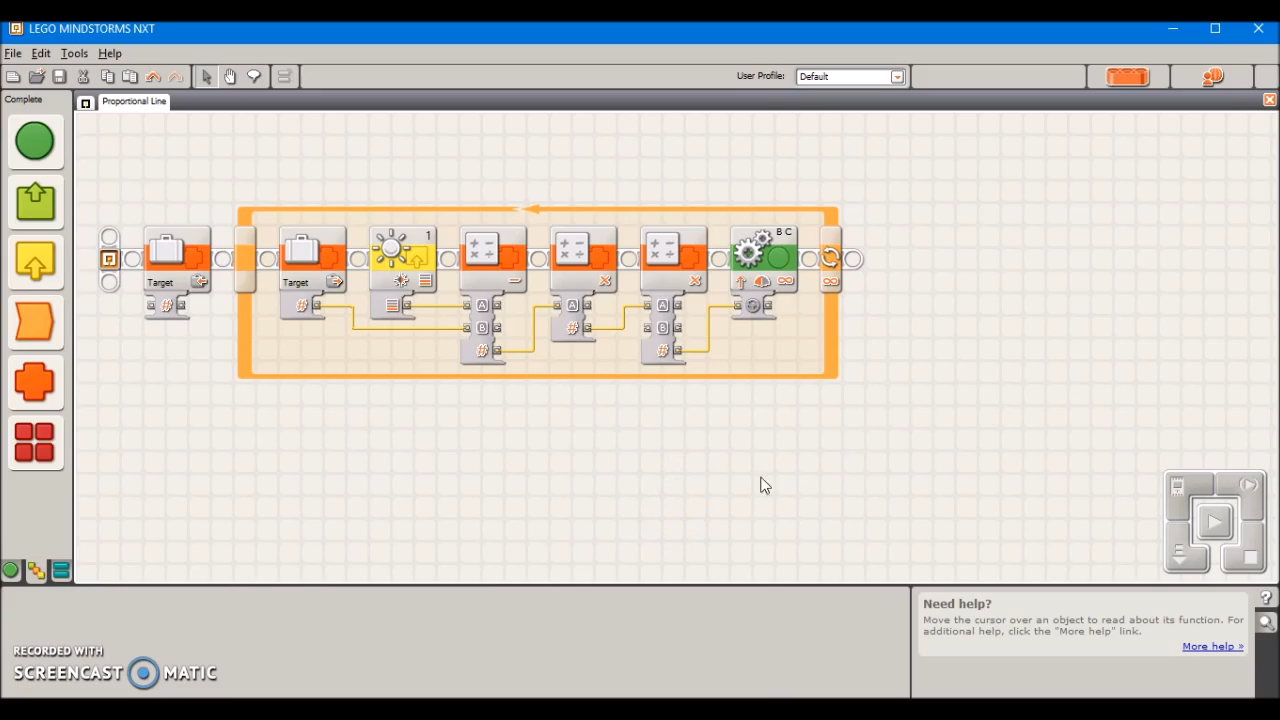 LEGO MINDSTORMS NXT
File Edit Tools Help
User Profile: Default
Complete
Proportional Line
1
B C
Target
Target
# # A A A
B # B
# #
Need help?
Move the cursor over an object to read about its function. For
additional help, click the "More help" link.
More help »
RECORDED WITH
SCREENCAST MATIC